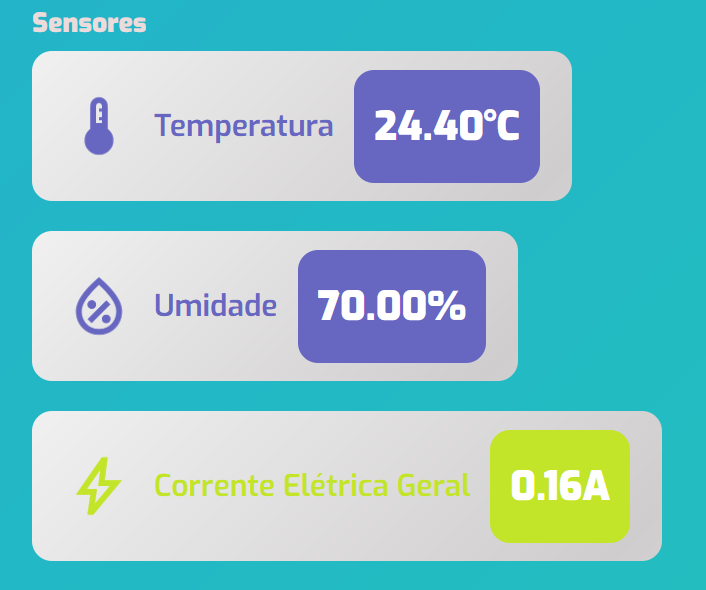 Sensores
Temperatura 24.40°C
Umidade 70.00%
Corrente Elétrica Geral 0.16A